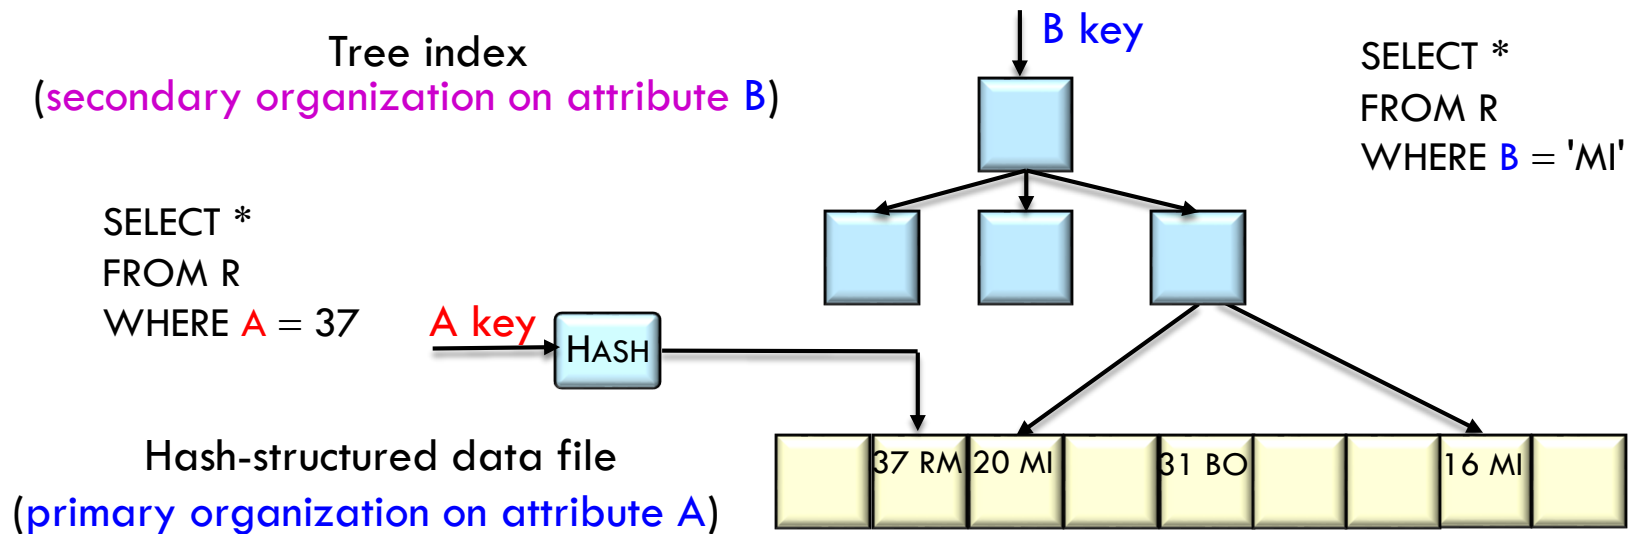 Tree index
(secondary organization on attribute B)
B key
SELECT *
FROM R
WHERE B = 'MI'
SELECT *
FROM R
WHERE A = 37
A key
HASH
Hash-structured data file
(primary organization on attribute A)
37 RM
20 MI
31 BO
16 MI